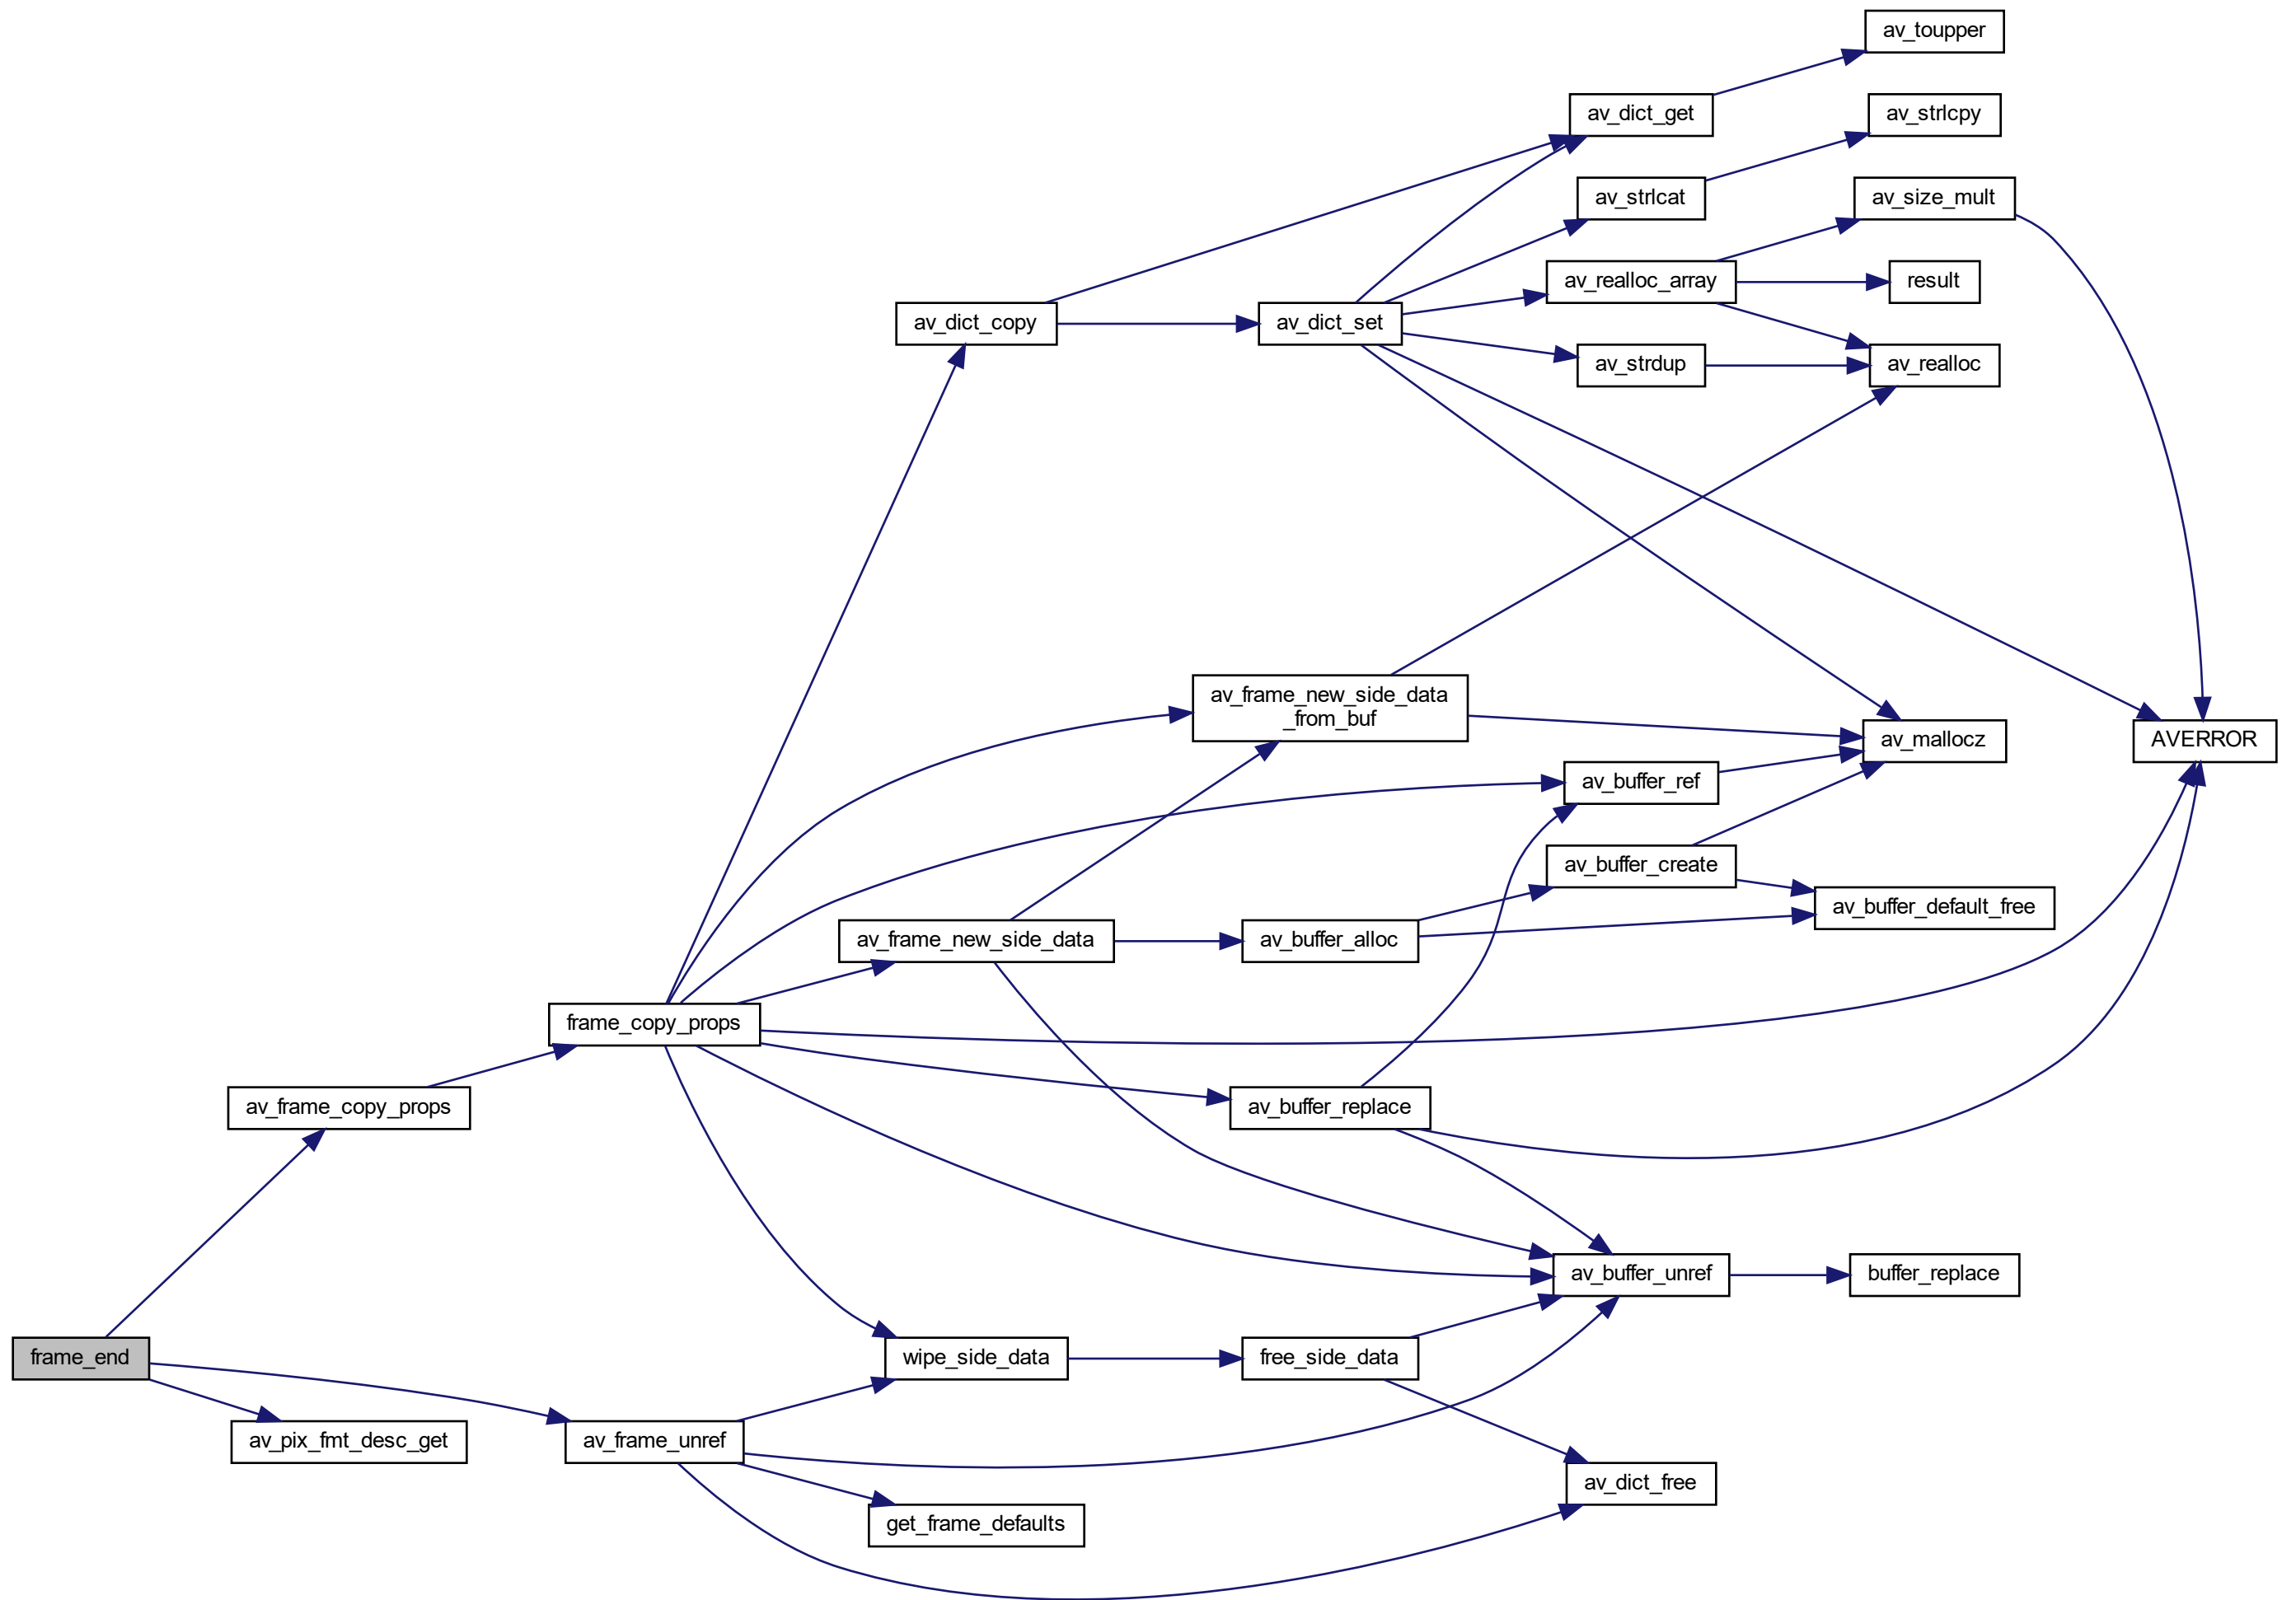 av_toupper
av_dict_get
av_strlcpy
av_strlcat
av_size_mult
av_realloc_array
result
av_dict_copy
av_dict_set
av_strdup
av_realloc
av_frame_new_side_data
_from_buf
av_mallocz
AVERROR
av_buffer_ref
av_buffer_create
av_buffer_default_free
av_frame_new_side_data
av_buffer_alloc
frame_copy_props
av_frame_copy_props
av_buffer_replace
av_buffer_unref
buffer_replace
frame_end
wipe_side_data
free_side_data
av_pix_fmt_desc_get
av_frame_unref
av_dict_free
get_frame_defaults